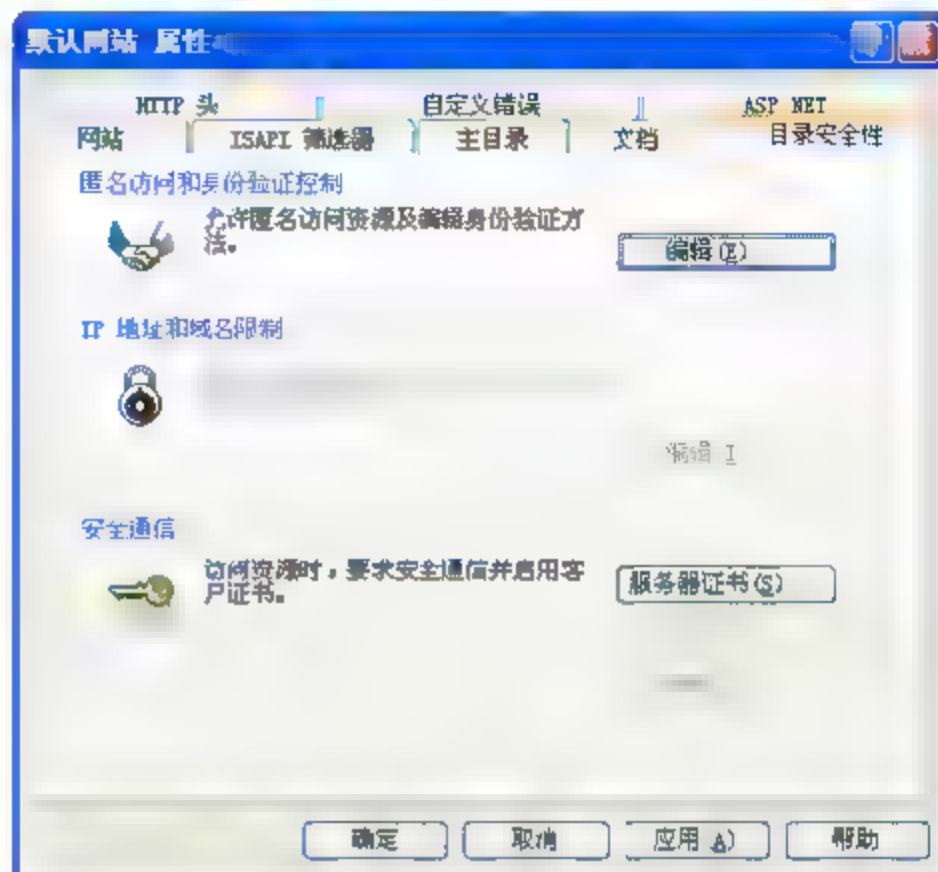 默认网站 属性
HTTP 头 自定义错误 ASP NET
网站 ISAPI 筛选器 主目录 文档 目录安全性
匿名访问和身份验证控制
允许匿名访问资源及编辑身份验证方
法。
编辑(E)
IP 地址和域名限制
编辑 I
安全通信
访问资源时，要求安全通信并启用客
户证书。
服务器证书(S)
确定 取消 应用 A) 帮助